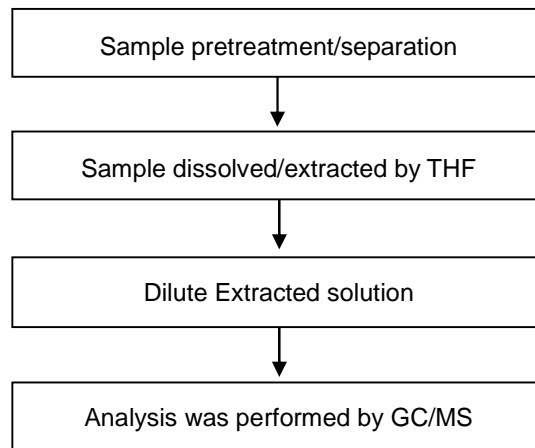 Sample pretreatment/separation
Sample dissolved/extracted by THF
Dilute Extracted solution
Analysis was performed by GC/MS